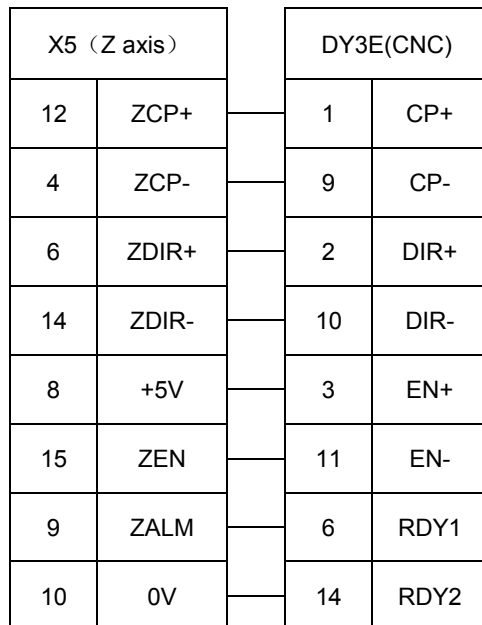 X5（Z axis） DY3E(CNC)
12 ZCP+ 1 CP+
4 ZCP- 9 CP-
6 ZDIR+ 2 DIR+
14 ZDIR- 10 DIR-
8 +5V 3 EN+
15 ZEN 11 EN-
9 ZALM 6 RDY1
10 0V 14 RDY2